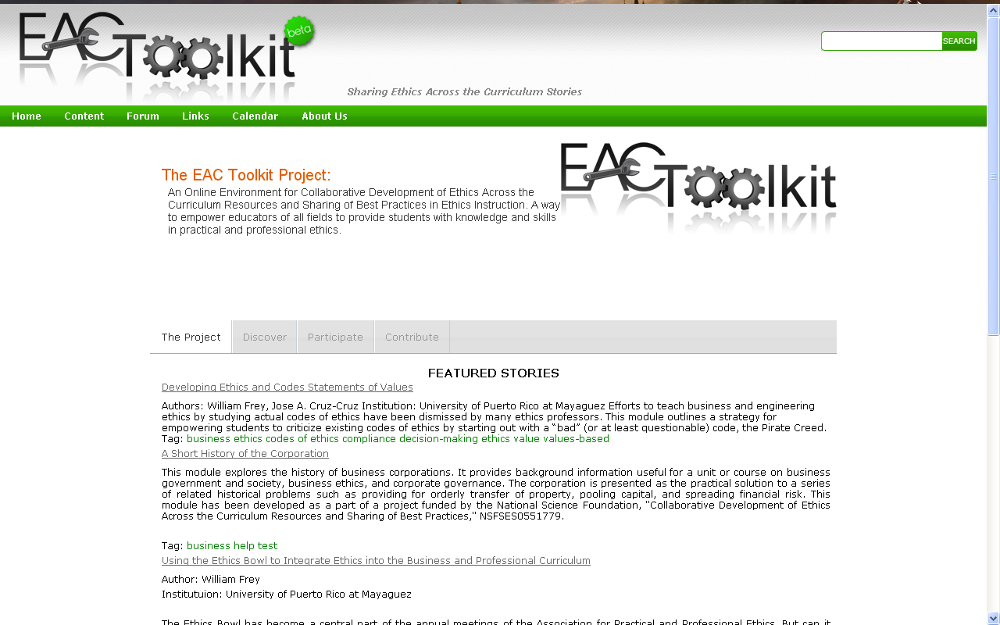 EAC Toolkit
beta
SEARCH
Sharing Ethics Across the Curriculum Stories
Home Content Forum Links Calendar About Us
EAC Toolkit
The EAC Toolkit Project:
An Online Environment for Collaborative Development of Ethics Across the
Curriculum Resources and Sharing of Best Practices in Ethics Instruction. A way
to empower educators of all fields to provide students with knowledge and skills
in practical and professional ethics.
The Project Discover Participate Contribute
FEATURED STORIES
Developing Ethics and Codes Statements of Values
Authors: William Frey, Jose A. Cruz-Cruz Institution: University of Puerto Rico at Mayaguez Efforts to teach business and engineering
ethics by studying actual codes of ethics have been dismissed by many ethics professors. This module outlines a strategy for
empowering students to criticize existing codes of ethics by starting out with a “bad” (or at least questionable) code, the Pirate Creed.
Tag: business ethics codes of ethics compliance decision-making ethics value values-based
A Short History of the Corporation
This module explores the history of business corporations. It provides background information useful for a unit or course on business
government and society, business ethics, and corporate governance. The corporation is presented as the practical solution to a series
of related historical problems such as providing for orderly transfer of property, pooling capital, and spreading financial risk. This
module has been developed as a part of a project funded by the National Science Foundation, "Collaborative Development of Ethics
Across the Curriculum Resources and Sharing of Best Practices," NSFSES0551779.
Tag: business help test
Using the Ethics Bowl to Integrate Ethics into the Business and Professional Curriculum
Author: William Frey
Institutuion: University of Puerto Rico at Mayaguez
The Ethics Bowl has become a central part of the annual meetings of the Association for Practical and Professional Ethics. But can it